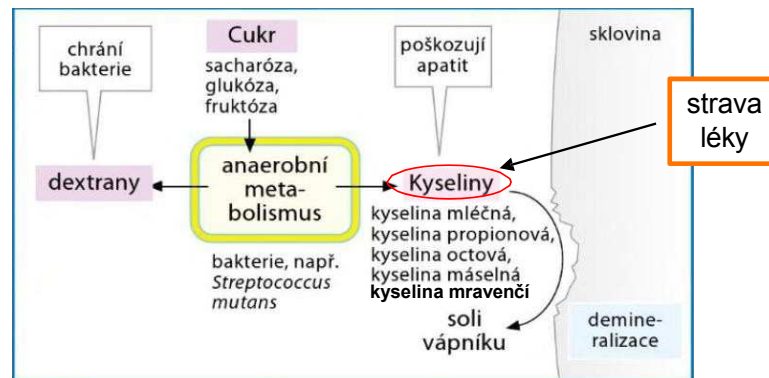 chrání
bakterie
Cukr
sacharóza,
glukóza,
fruktóza
poškozují
apatit
sklovina
strava
léky
dextrany
anaerobní
meta-
bolismus
Kyseliny
kyselina mléčná,
kyselina propionová,
kyselina octová,
kyselina máselná
kyselina mravenčí
bakterie, např.
Streptococcus
mutans
soli
vápníku
demine-
ralizace